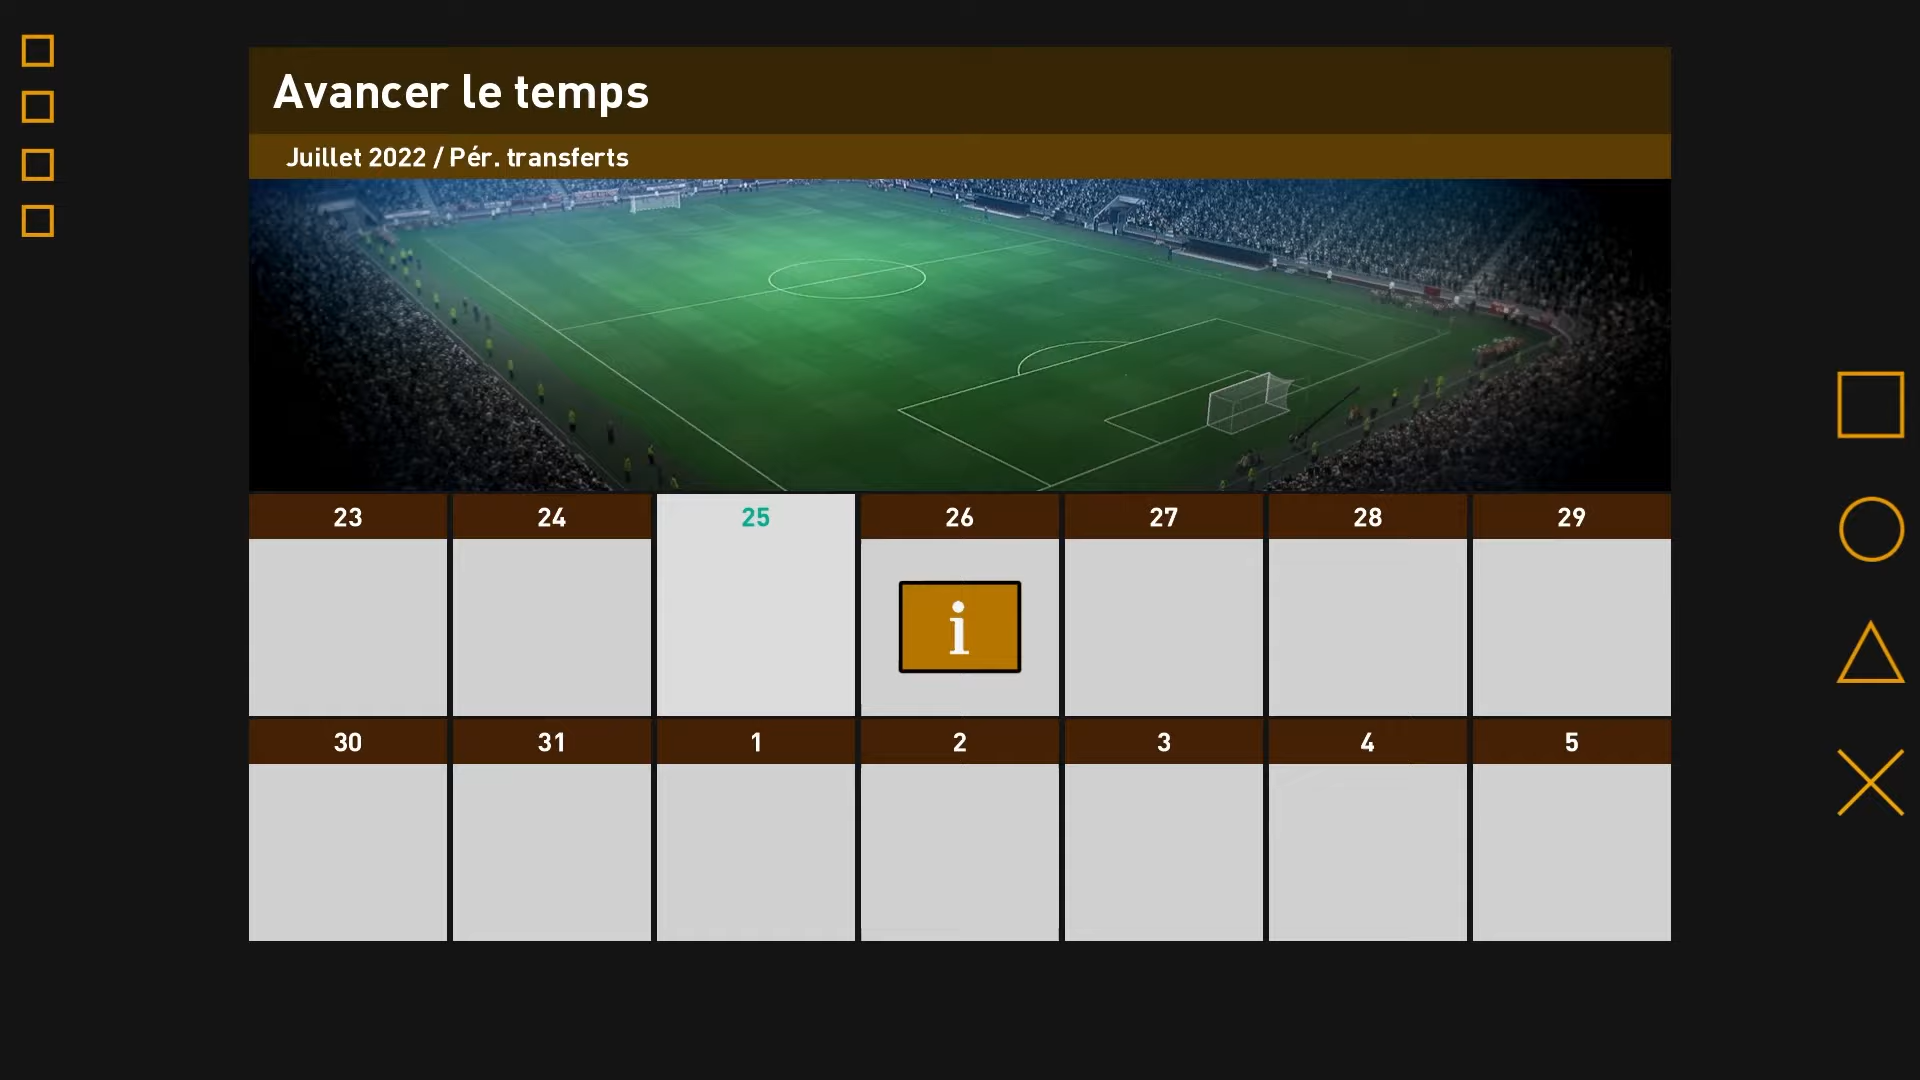 Avancer le temps
Juillet 2022 / Pér. transferts
23 24 25 26 27 28 29
i
30 31 1 2 3 4 5